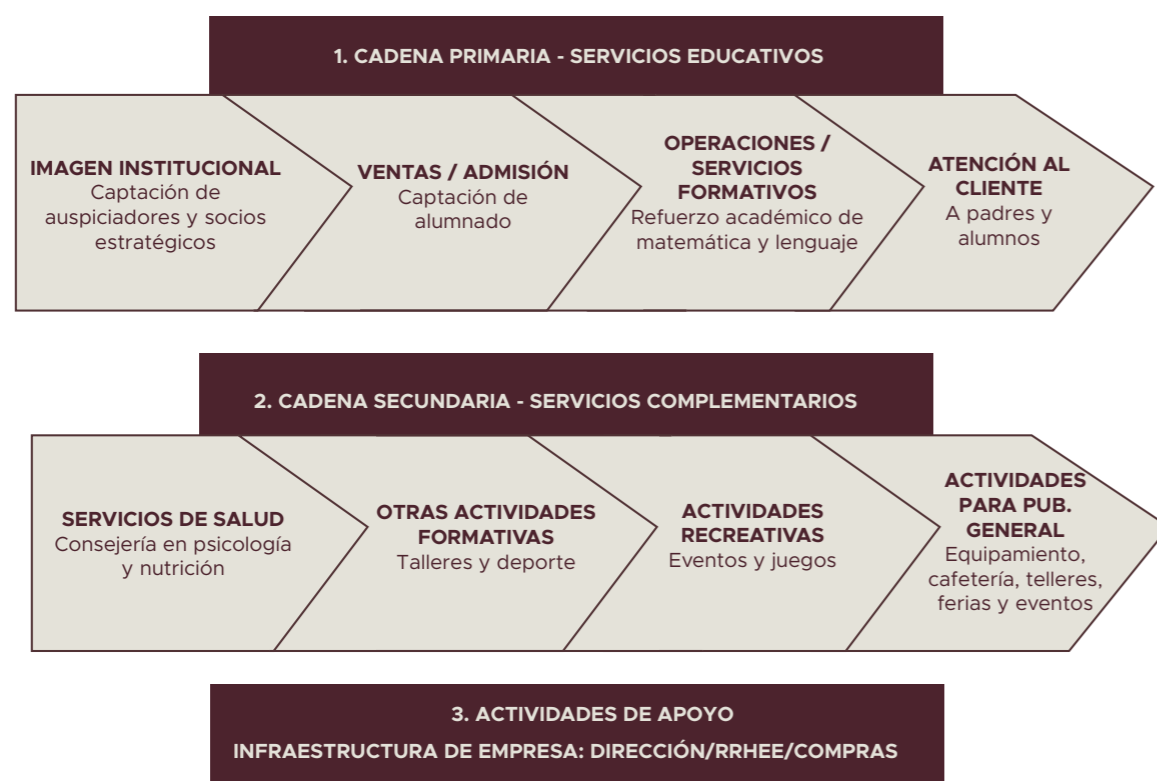 1. CADENA PRIMARIA - SERVICIOS EDUCATIVOS
IMAGEN INSTITUCIONAL
Captación de
auspiciadores y socios
estratégicos
VENTAS / ADMISIÓN
Captación de
alumnado
OPERACIONES /
SERVICIOS
FORMATIVOS
Refuerzo académico de
matemática y lenguaje
ATENCIÓN AL
CLIENTE
A padres y
alumnos
2. CADENA SECUNDARIA - SERVICIOS COMPLEMENTARIOS
SERVICIOS DE SALUD
Consejería en psicología
y nutrición
OTRAS ACTIVIDADES
FORMATIVAS
Talleres y deporte
ACTIVIDADES
RECREATIVAS
Eventos y juegos
ACTIVIDADES
PARA PUB.
GENERAL
Equipamiento,
cafetería, telleres,
ferias y eventos
3. ACTIVIDADES DE APOYO
INFRAESTRUCTURA DE EMPRESA: DIRECCIÓN/RRHEE/COMPRAS